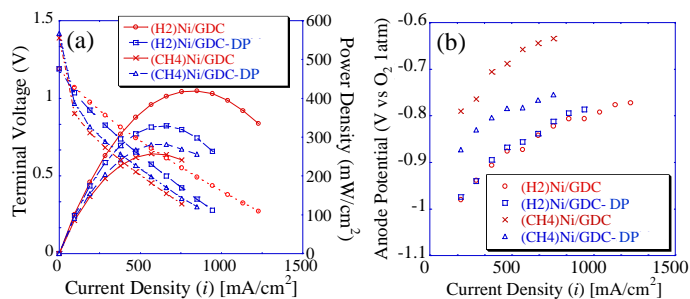 (a)
(H2)Ni/GDC
(H2)Ni/GDC-DP
(CH4)Ni/GDC
(CH4)Ni/GDC-DP
Terminal Voltage (V)
1.5
1
0.5
0
600
500
400
300
200
100
0
Power Density (mW/cm²)
0 500 1000 1500
Current Density (i) [mA/cm²]
(b)
Anode Potential (V vs O₂ 1atm)
-0.6
-0.7
-0.8
-0.9
-1
-1.1
(H2)Ni/GDC
(H2)Ni/GDC- DP
(CH4)Ni/GDC
(CH4)Ni/GDC- DP
0 500 1000 1500
Current Density (i) [mA/cm²]